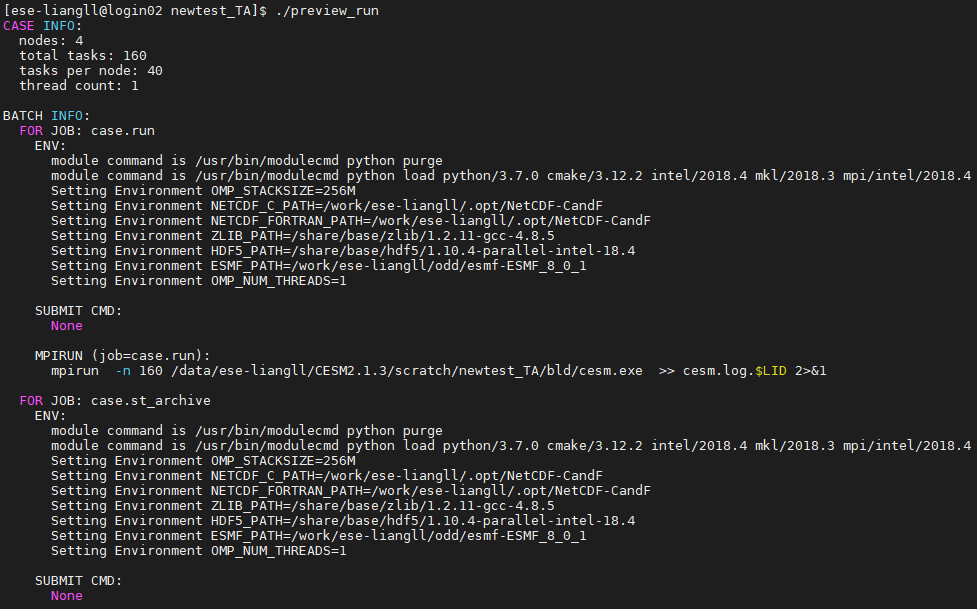 [ese-liangll@login02 newtest_TA]$ ./preview_run
CASE INFO:
  nodes: 4
  total tasks: 160
  tasks per node: 40
  thread count: 1

BATCH INFO:
  FOR JOB: case.run
    ENV:
      module command is /usr/bin/modulecmd python purge
      module command is /usr/bin/modulecmd python load python/3.7.0 cmake/3.12.2 intel/2018.4 mkl/2018.3 mpi/intel/2018.4
      Setting Environment OMP_STACKSIZE=256M
      Setting Environment NETCDF_C_PATH=/work/ese-liangll/.opt/NetCDF-CandF
      Setting Environment NETCDF_FORTRAN_PATH=/work/ese-liangll/.opt/NetCDF-CandF
      Setting Environment ZLIB_PATH=/share/base/zlib/1.2.11-gcc-4.8.5
      Setting Environment HDF5_PATH=/share/base/hdf5/1.10.4-parallel-intel-18.4
      Setting Environment ESMF_PATH=/work/ese-liangll/odd/esmf-ESMF_8_0_1
      Setting Environment OMP_NUM_THREADS=1

    SUBMIT CMD:
      None

    MPIRUN (job=case.run):
      mpirun  -n 160 /data/ese-liangll/CESM2.1.3/scratch/newtest_TA/bld/cesm.exe  >> cesm.log.$LID 2>&1

  FOR JOB: case.st_archive
    ENV:
      module command is /usr/bin/modulecmd python purge
      module command is /usr/bin/modulecmd python load python/3.7.0 cmake/3.12.2 intel/2018.4 mkl/2018.3 mpi/intel/2018.4
      Setting Environment OMP_STACKSIZE=256M
      Setting Environment NETCDF_C_PATH=/work/ese-liangll/.opt/NetCDF-CandF
      Setting Environment NETCDF_FORTRAN_PATH=/work/ese-liangll/.opt/NetCDF-CandF
      Setting Environment ZLIB_PATH=/share/base/zlib/1.2.11-gcc-4.8.5
      Setting Environment HDF5_PATH=/share/base/hdf5/1.10.4-parallel-intel-18.4
      Setting Environment ESMF_PATH=/work/ese-liangll/odd/esmf-ESMF_8_0_1
      Setting Environment OMP_NUM_THREADS=1

    SUBMIT CMD:
      None